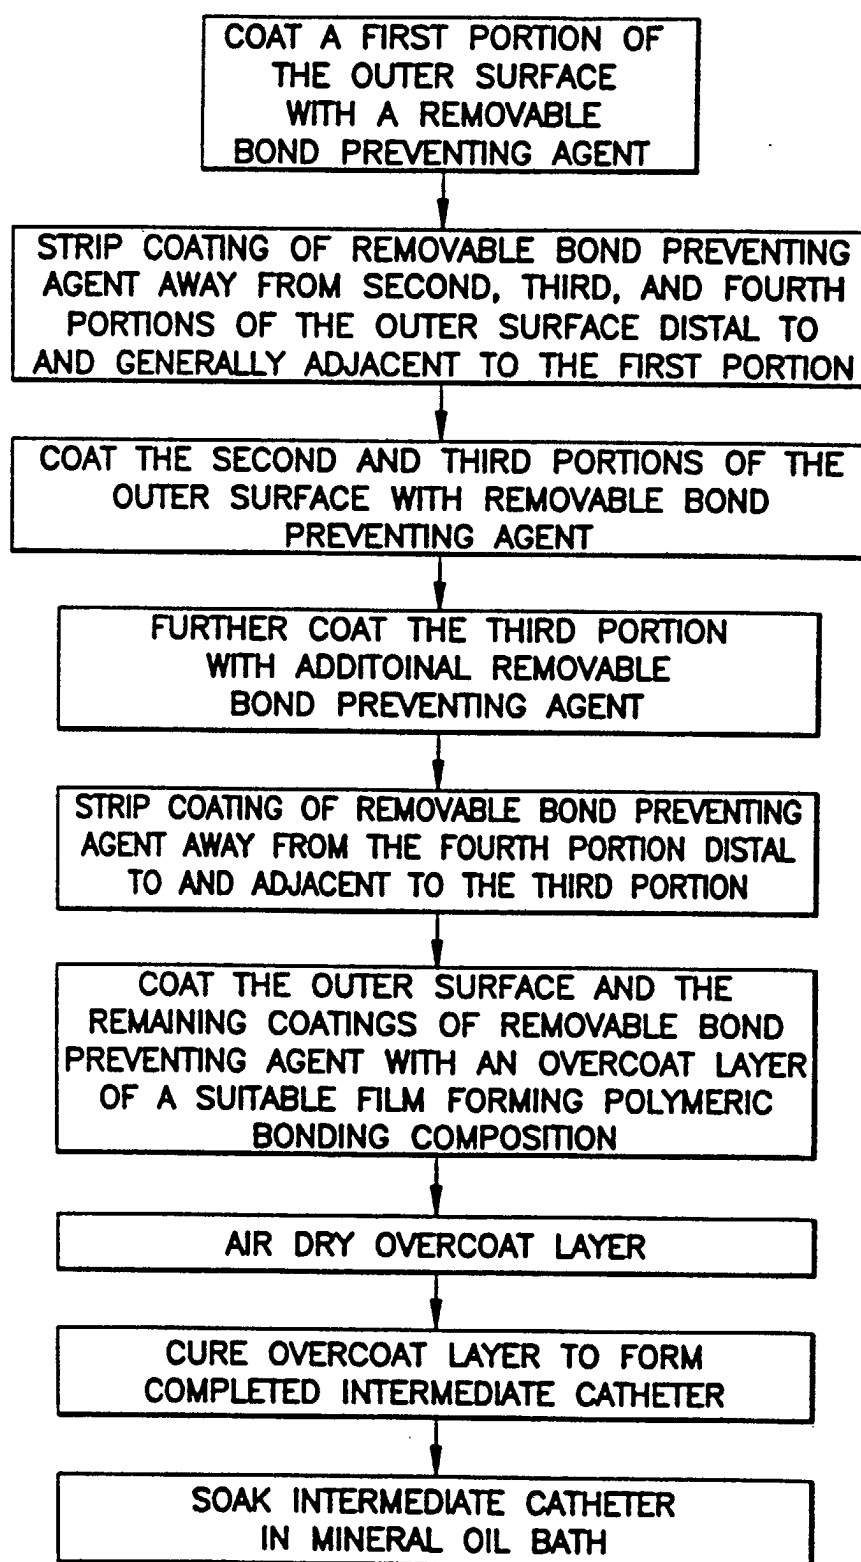 COAT A FIRST PORTION OF
THE OUTER SURFACE
WITH A REMOVABLE
BOND PREVENTING AGENT
STRIP COATING OF REMOVABLE BOND PREVENTING
AGENT AWAY FROM SECOND, THIRD, AND FOURTH
PORTIONS OF THE OUTER SURFACE DISTAL TO
AND GENERALLY ADJACENT TO THE FIRST PORTION
COAT THE SECOND AND THIRD PORTIONS OF THE
OUTER SURFACE WITH REMOVABLE BOND
PREVENTING AGENT
FURTHER COAT THE THIRD PORTION
WITH ADDITOINAL REMOVABLE
BOND PREVENTING AGENT
STRIP COATING OF REMOVABLE BOND PREVENTING
AGENT AWAY FROM THE FOURTH PORTION DISTAL
TO AND ADJACENT TO THE THIRD PORTION
COAT THE OUTER SURFACE AND THE
REMAINING COATINGS OF REMOVABLE BOND
PREVENTING AGENT WITH AN OVERCOAT LAYER
OF A SUITABLE FILM FORMING POLYMERIC
BONDING COMPOSITION
AIR DRY OVERCOAT LAYER
CURE OVERCOAT LAYER TO FORM
COMPLETED INTERMEDIATE CATHETER
SOAK INTERMEDIATE CATHETER
IN MINERAL OIL BATH